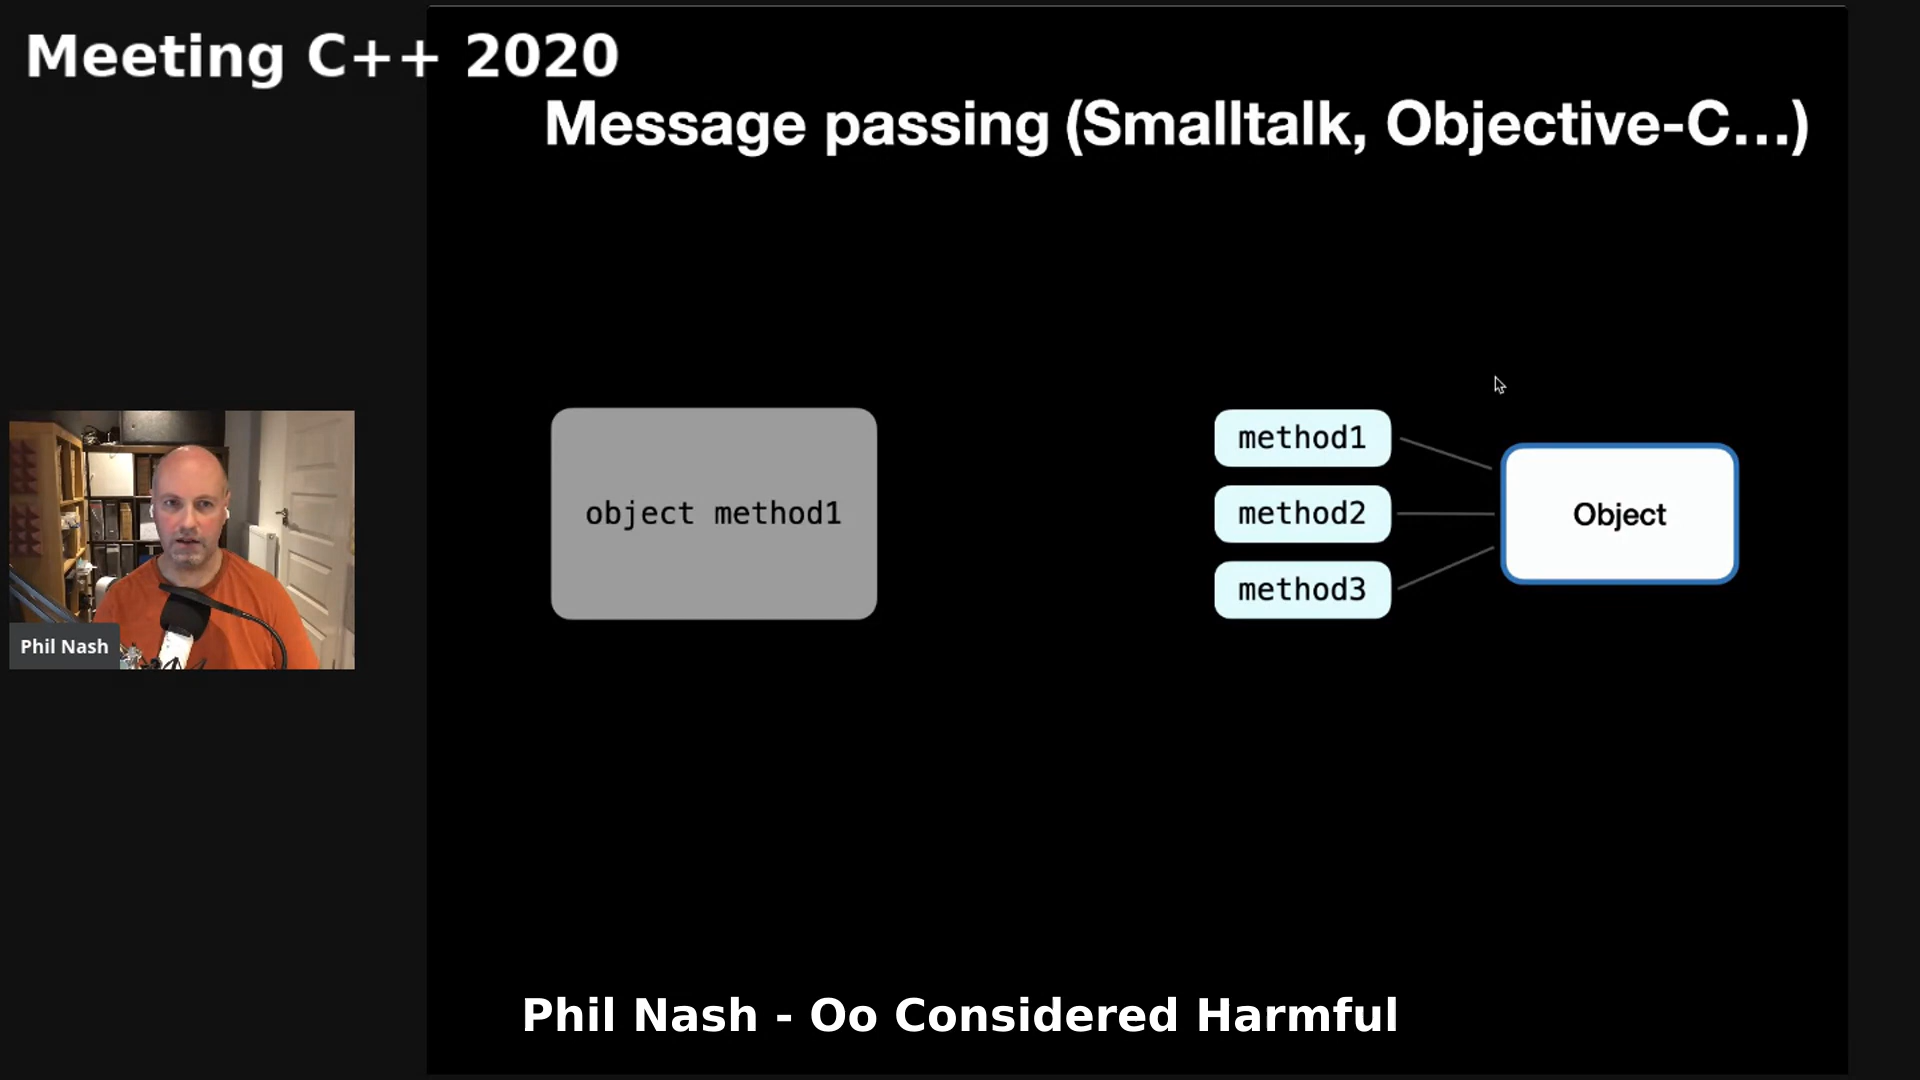 Meeting C++ 2020
Message passing (Smalltalk, Objective-C...)
object method1
method1
method2
method3
Object
Phil Nash
Phil Nash - Oo Considered Harmful